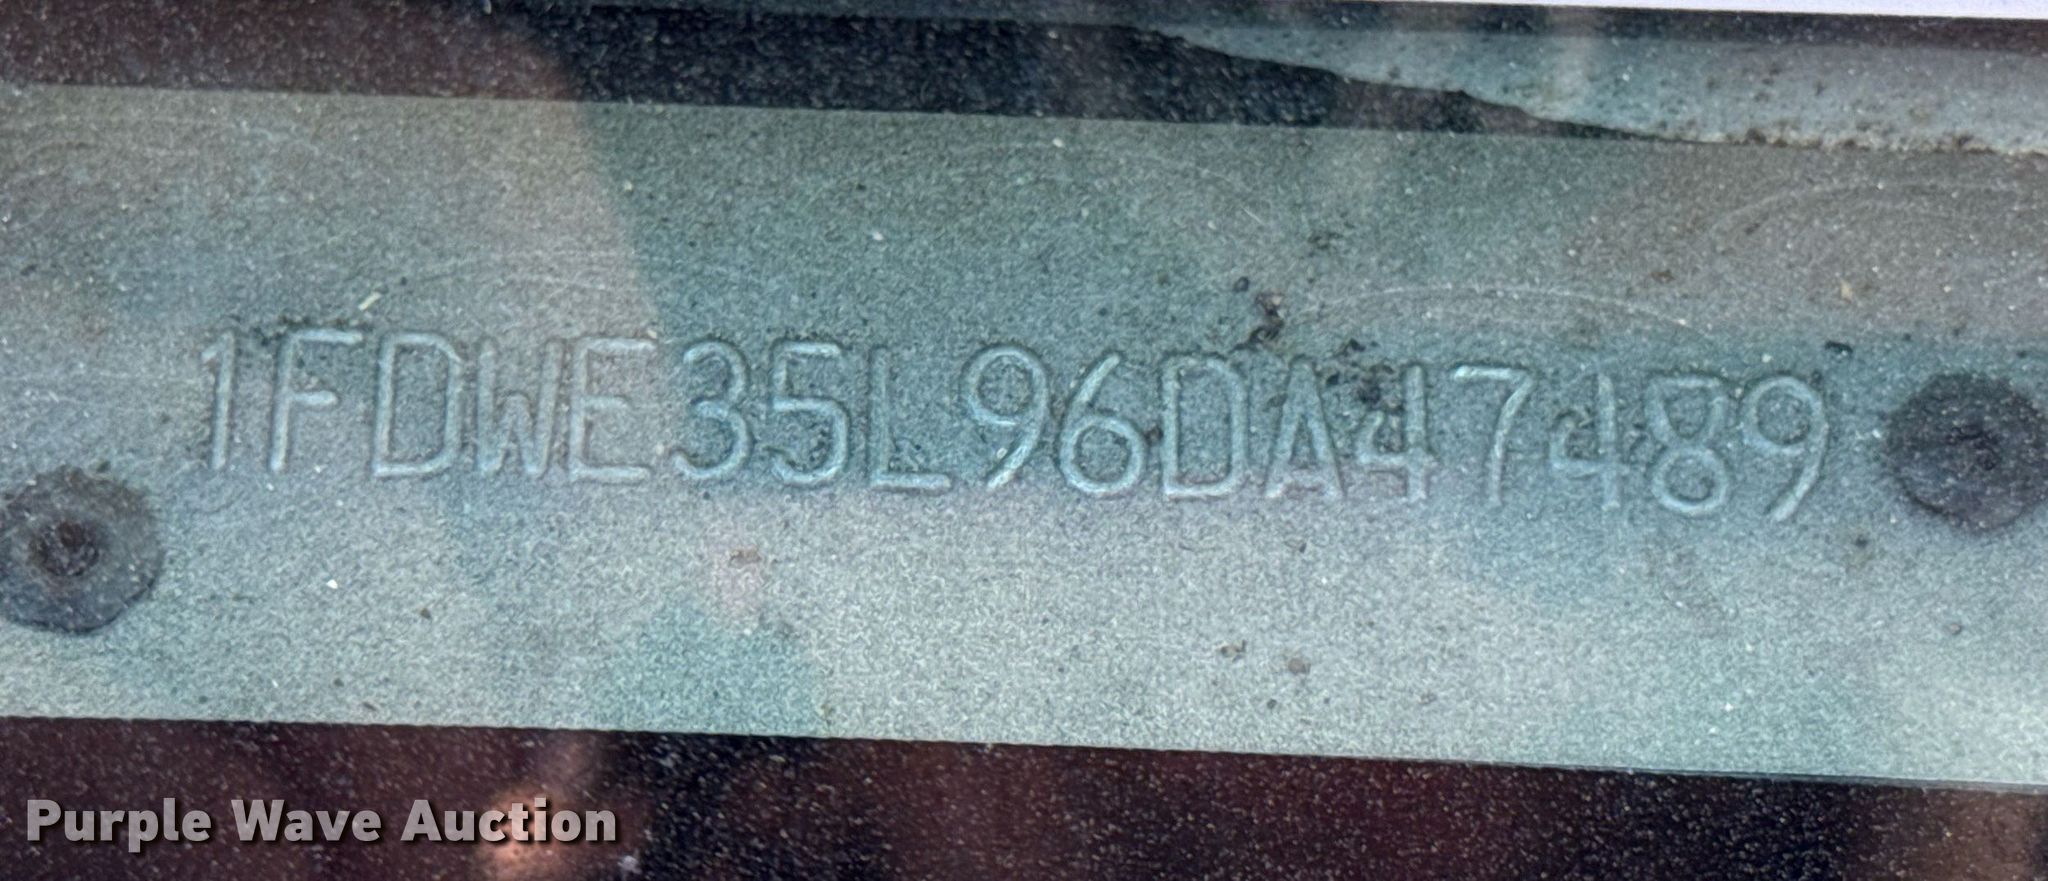 1FDWE35L96DA47489
Purple Wave Auction